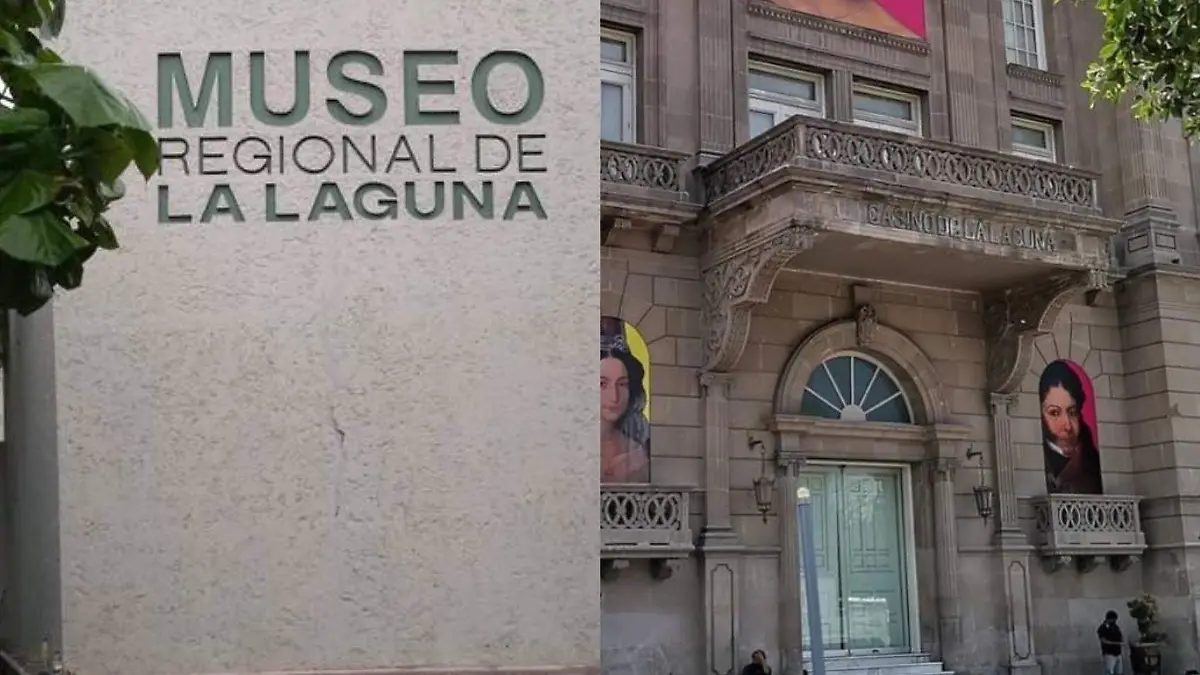 MUSEO
REGIONAL DE
LA LAGUNA
CASINO DE LA LAGUNA